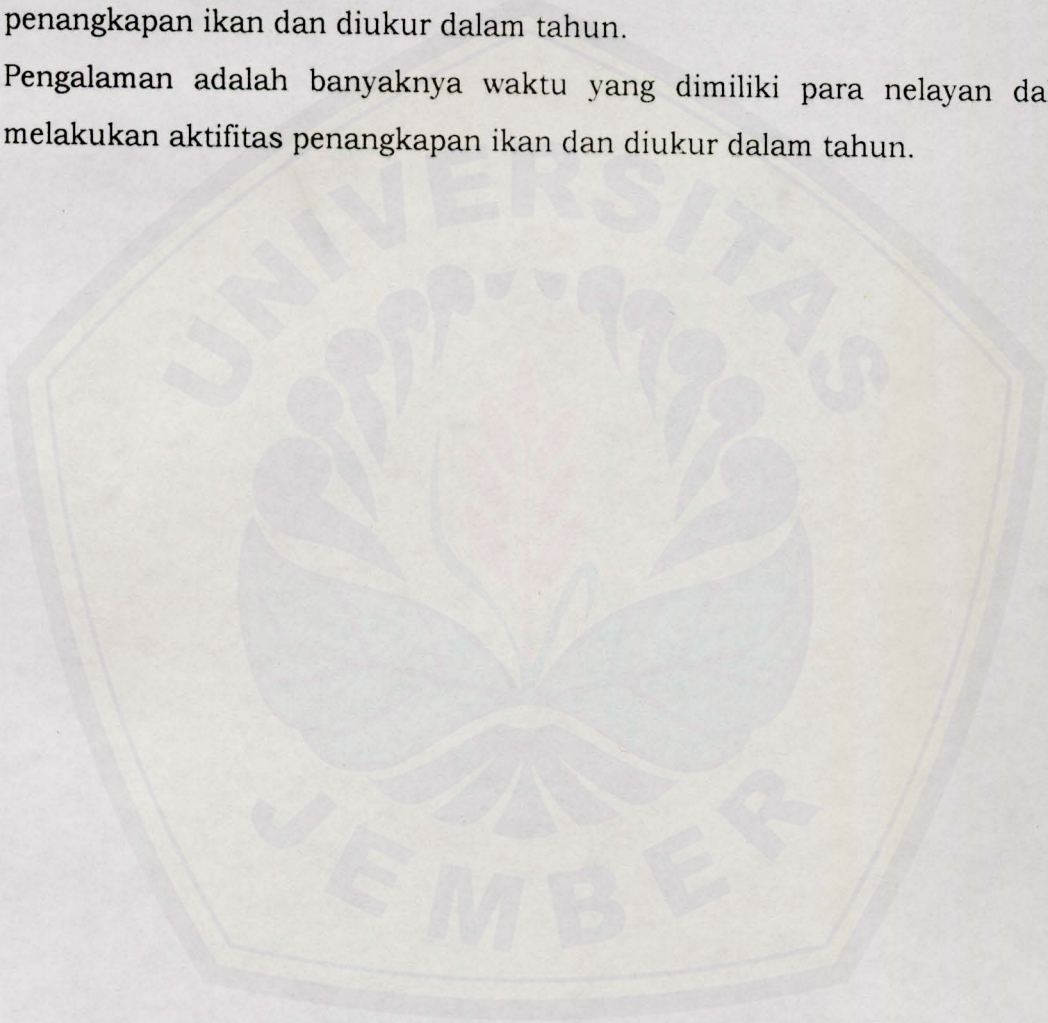 penangkapan ikan dan diukur dalam tahun.
Pengalaman adalah banyaknya waktu yang dimiliki para nelayan da
melakukan aktifitas penangkapan ikan dan diukur dalam tahun.
UNIVERSITAS
JEMBER